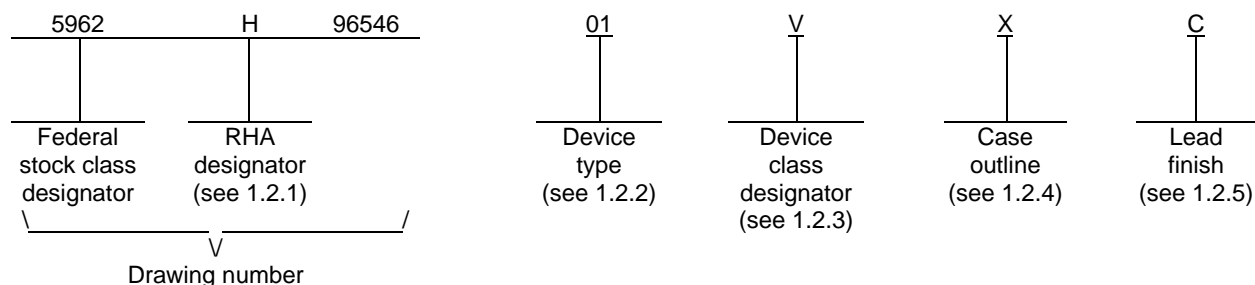 5962 H 96546 01 V X C
Federal stock class designator
RHA designator (see 1.2.1)
Device type (see 1.2.2)
Device class designator (see 1.2.3)
Case outline (see 1.2.4)
Lead finish (see 1.2.5)
\ /
\/
Drawing number